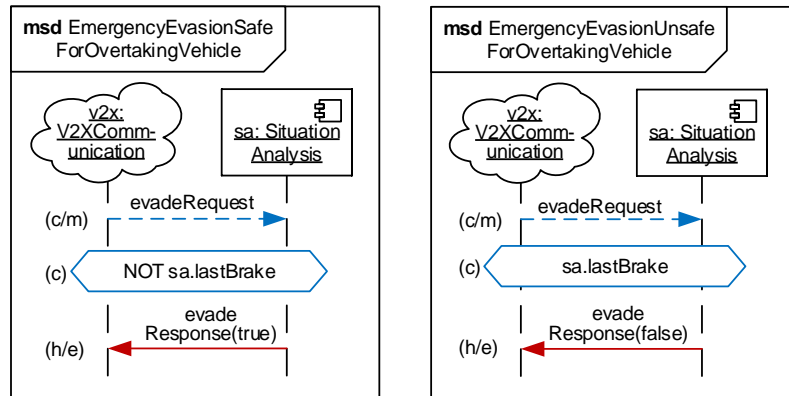 msd EmergencyEvasionSafe
ForOvertakingVehicle
v2x:
V2XComm-
unication
sa: Situation
Analysis
(c/m)
evadeRequest
(c)
NOT sa.lastBrake
evade
(h/e)
Response(true)
msd EmergencyEvasionUnsafe
ForOvertakingVehicle
v2x:
V2XComm-
unication
sa: Situation
Analysis
(c/m)
evadeRequest
(c)
sa.lastBrake
evade
(h/e)
Response(false)